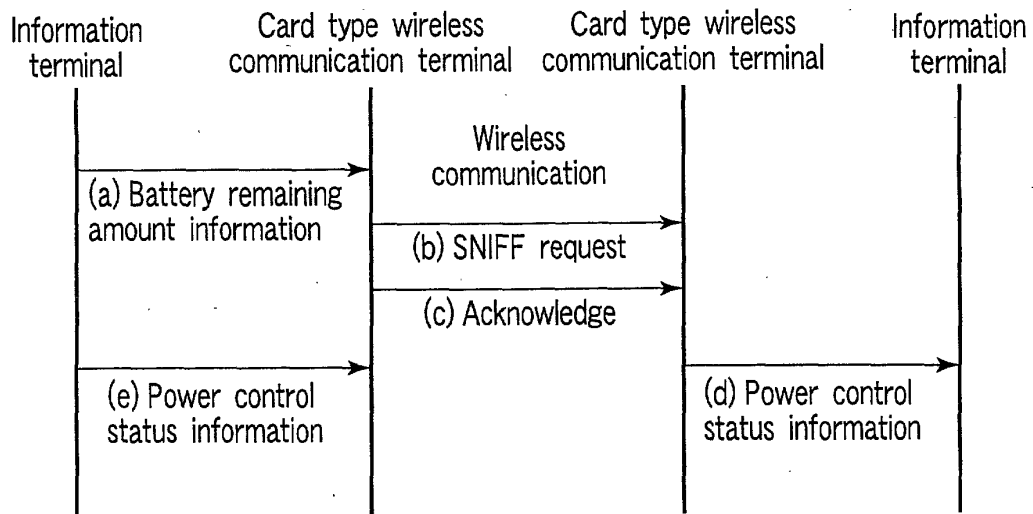 Information
terminal
Card type wireless
communication terminal
Card type wireless
communication terminal
Information
terminal
Wireless
communication
(a) Battery remaining
amount information
(b) SNIFF request
(c) Acknowledge
(e) Power control
status information
(d) Power control
status information